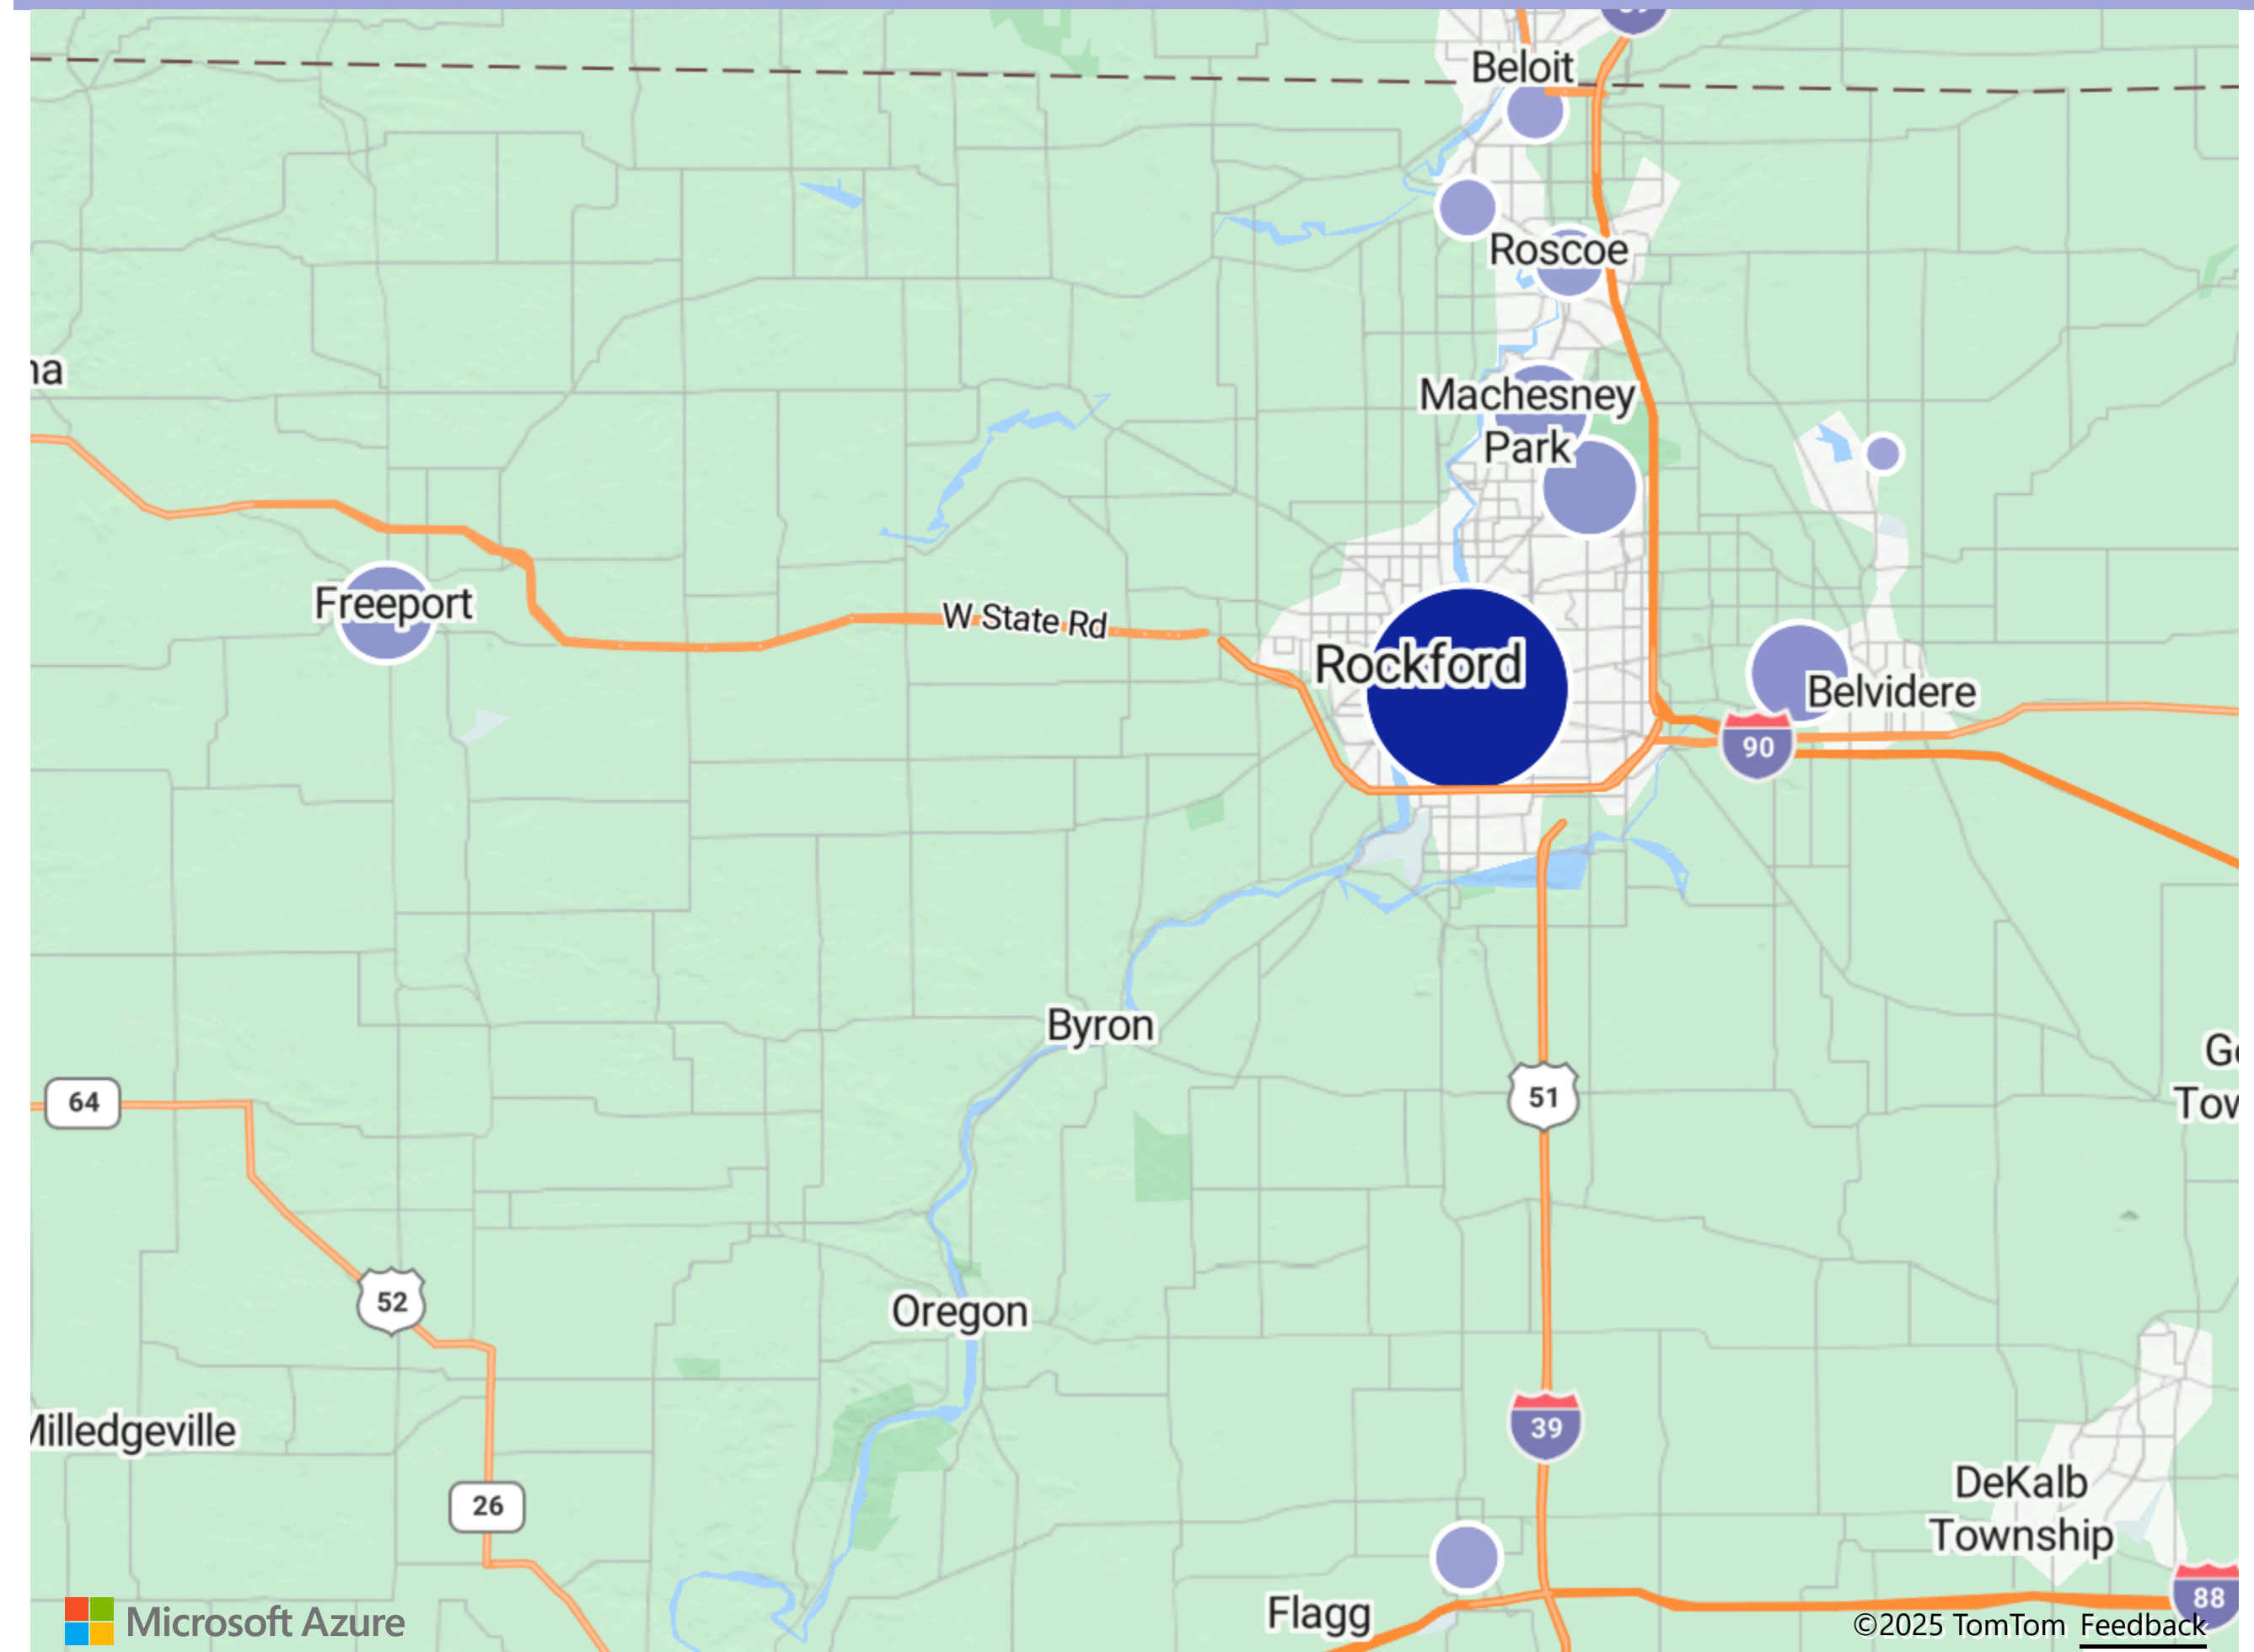 Beloit
Roscoe
Machesney
Park
Freeport
W State Rd
Rockford
Belvidere
90
Byron
64
51
52
Oregon
39
Milledgeville
26
DeKalb
Township
Flagg
88
Microsoft Azure
©2025 TomTom Feedback